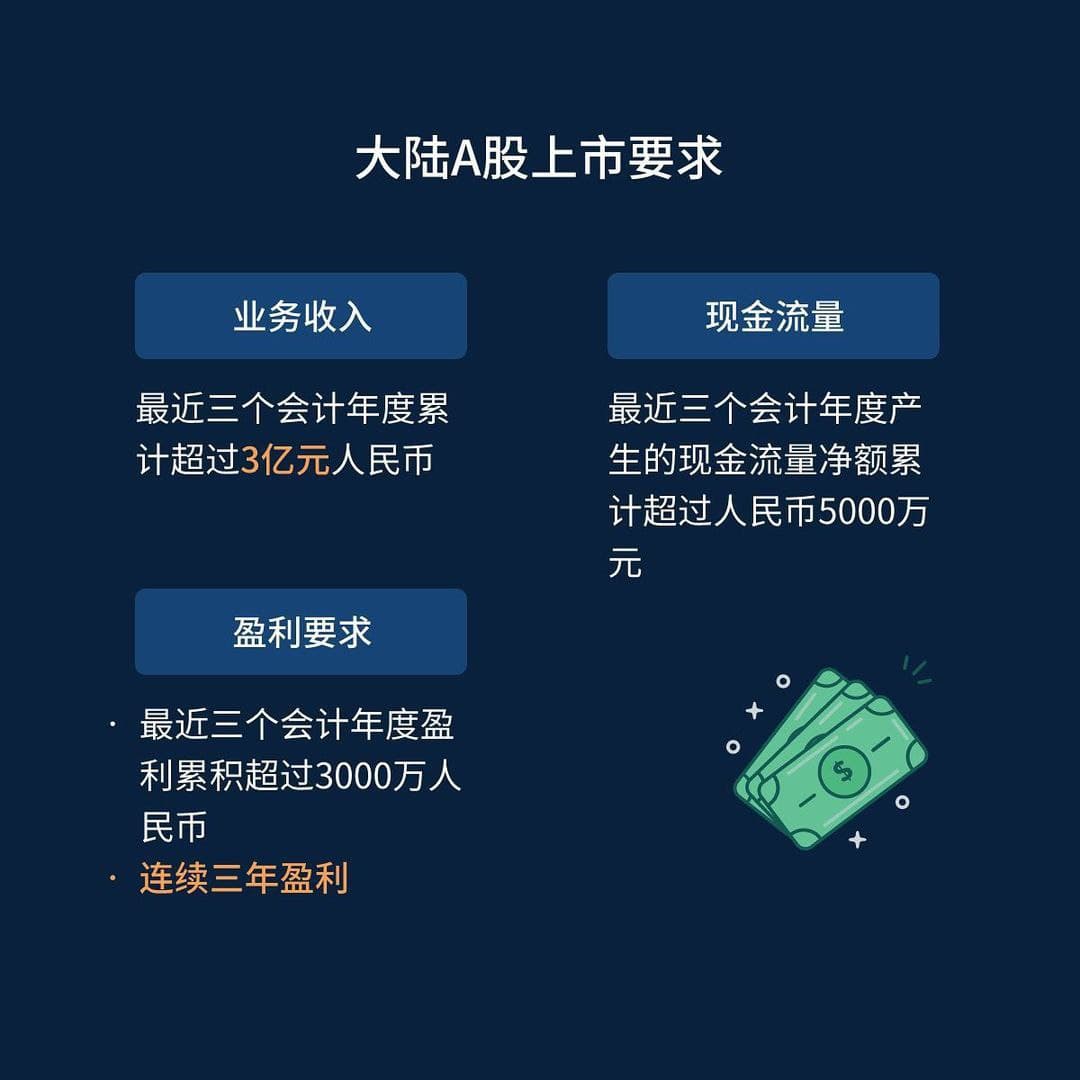 大陆A股上市要求
业务收入
最近三个会计年度累
计超过3亿元人民币
现金流量
最近三个会计年度产
生的现金流量净额累
计超过人民币5000万
元
盈利要求
· 最近三个会计年度盈
利累积超过3000万人
民币
· 连续三年盈利
$